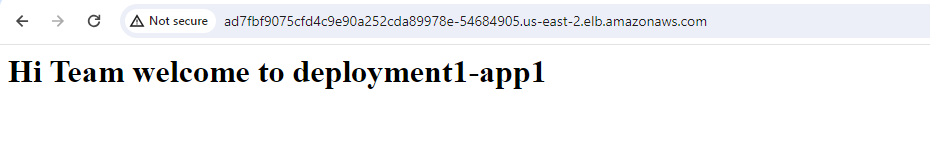 Not secure ad7fbf9075cfd4c9e90a252cda89978e-54684905.us-east-2.elb.amazonaws.com
Hi Team welcome to deployment1-app1